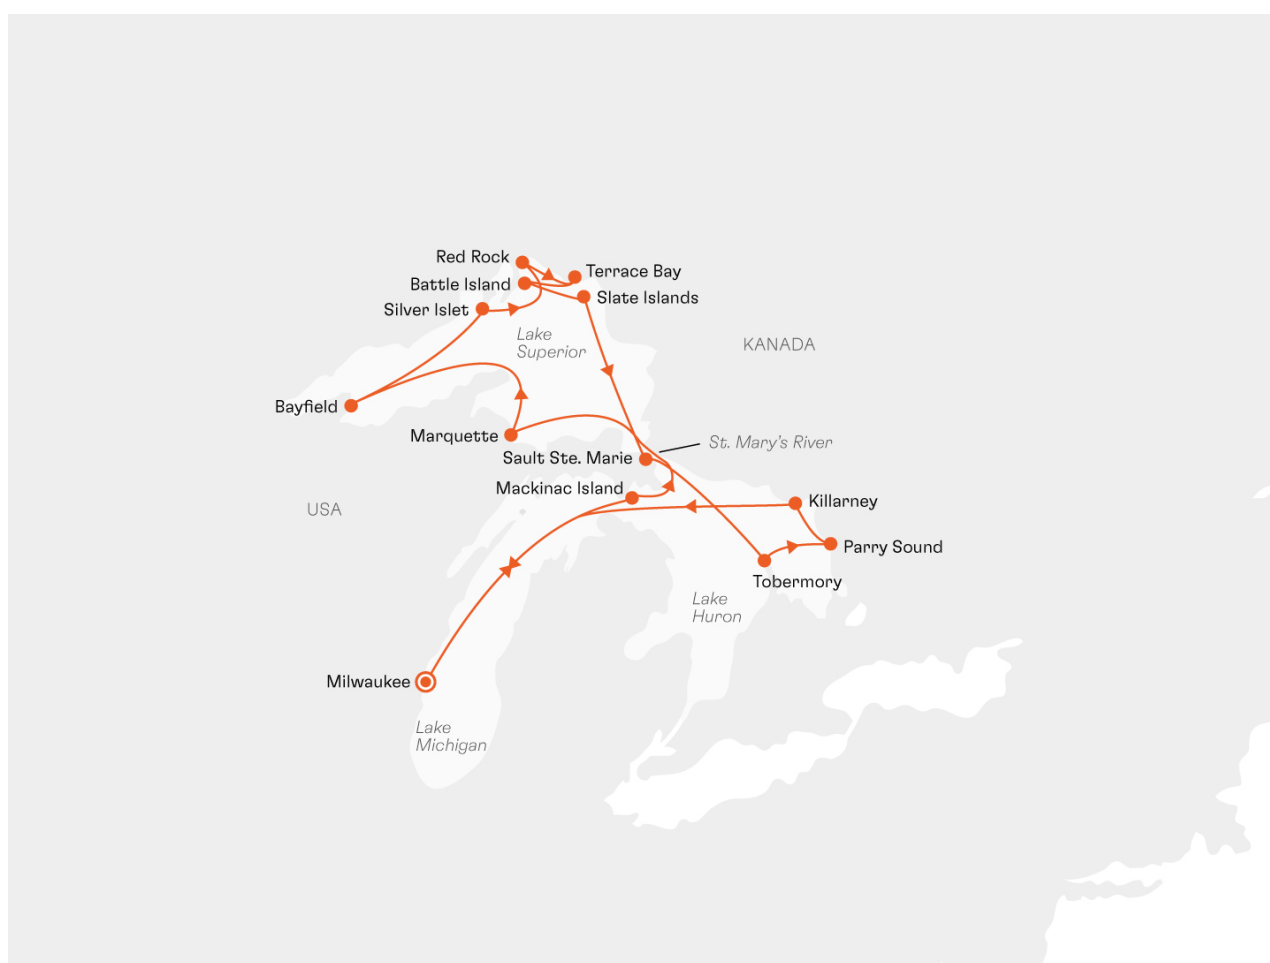 Red Rock
Terrace Bay
Battle Island
Slate Islands
Silver Islet
Lake
Superior
KANADA
Bayfield
Marquette
St. Mary's River
Sault Ste. Marie
Mackinac Island
Killarney
USA
Parry Sound
Tobermory
Lake
Huron
Milwaukee
Lake
Michigan